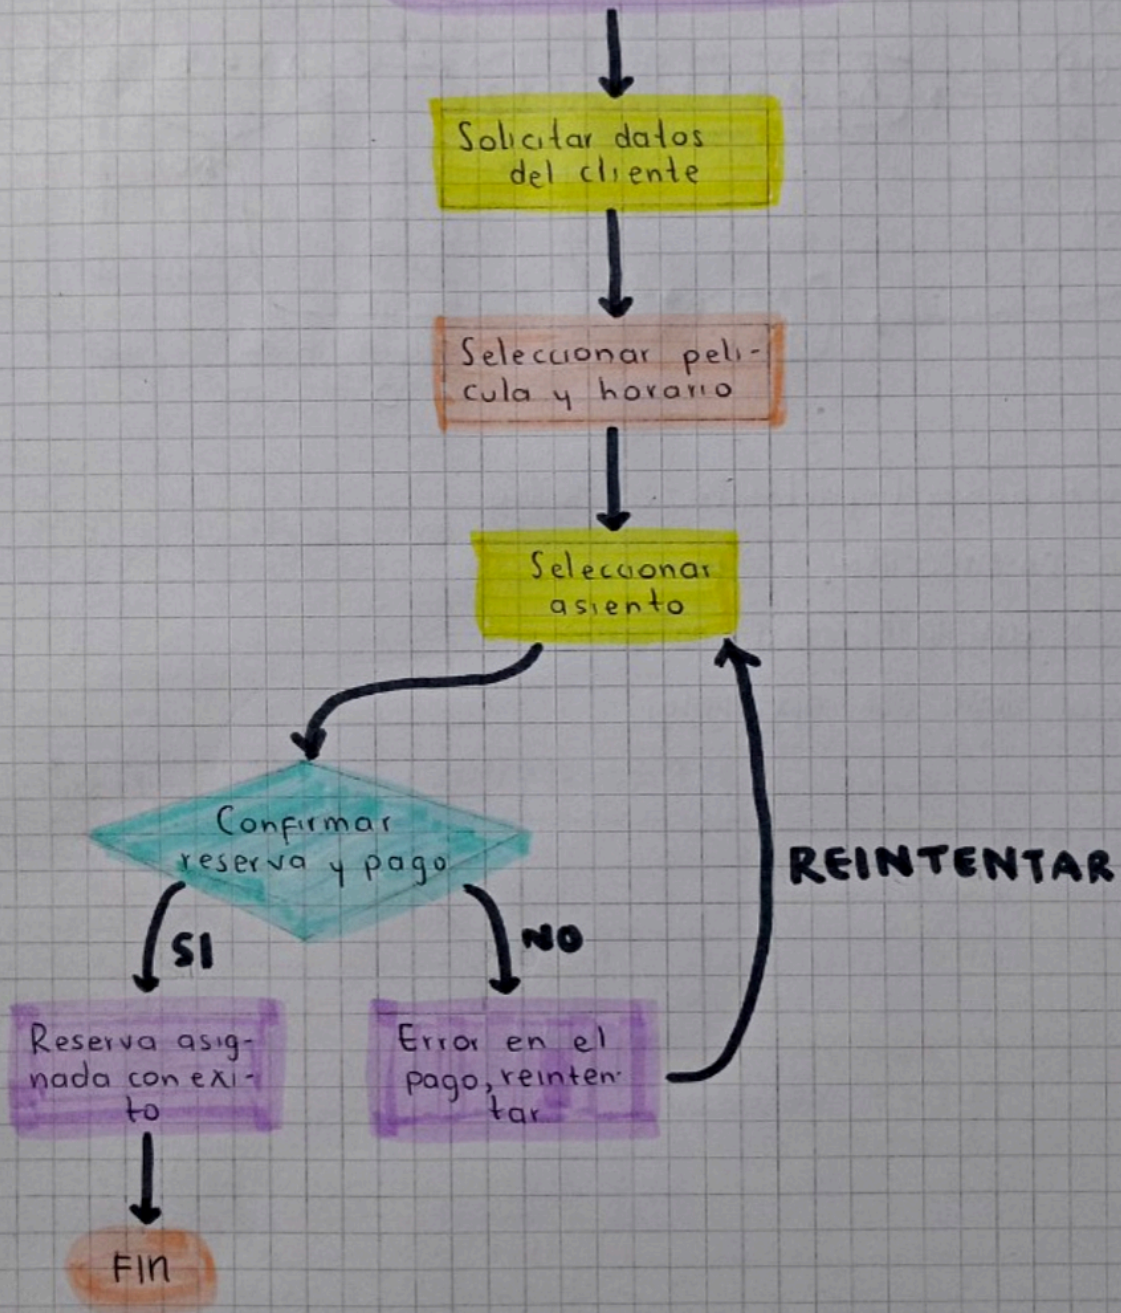 Solicitar datos
del cliente
Seleccionar peli-
cula y horario
Seleccionar
asiento
Confirmar
reserva y pago
REINTENTAR
SI
NO
Reserva asig-
nada con exi-
to
Error en el
pago, reinten-
tar
FIN